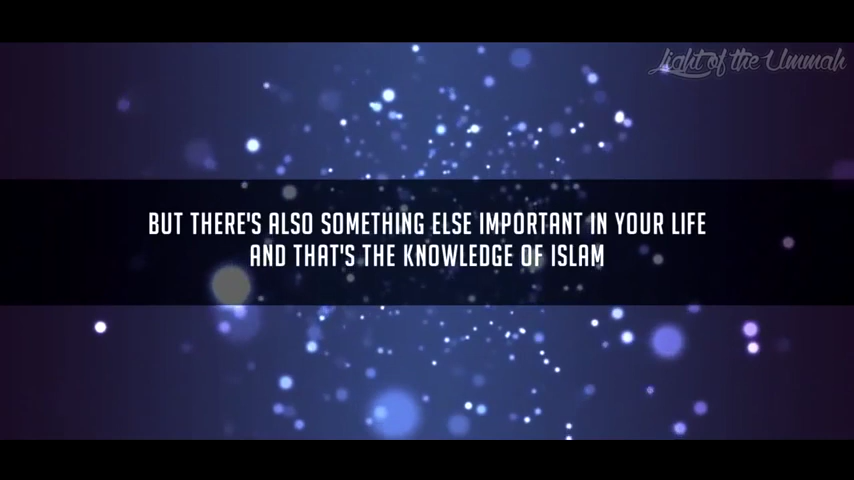 Light of the Ummah
BUT THERE'S ALSO SOMETHING ELSE IMPORTANT IN YOUR LIFE
AND THAT'S THE KNOWLEDGE OF ISLAM